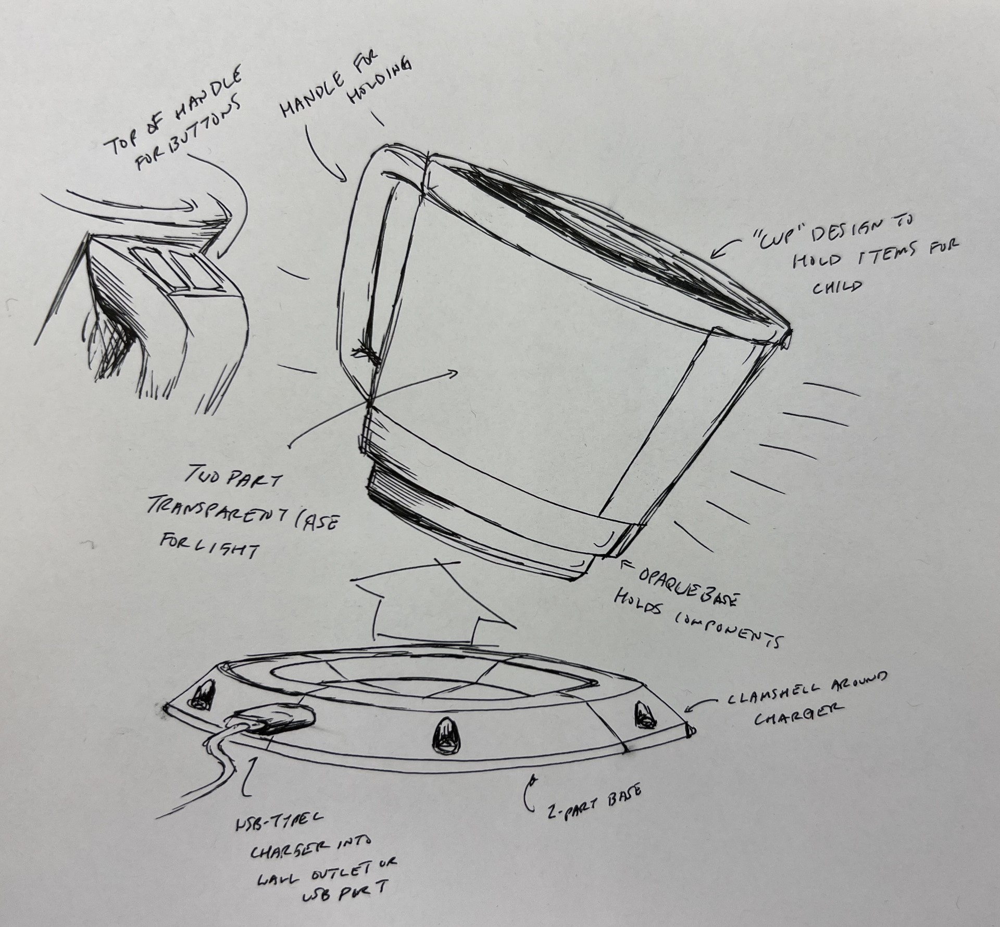 TOP OF HANDLE
FOR BUTTONS
HANDLE FOR
HOLDING
"CUP" DESIGN TO
HOLD ITEMS FOR
CHILD
TWO PART
TRANSPARENT CASE
FOR LIGHT
OPAQUE BASE
HOLDS COMPONENTS
CLAMSHELL AROUND
CHARGER
2-PART BASE
USB-TYPE C
CHARGER INTO
WALL OUTLET OR
USB PORT